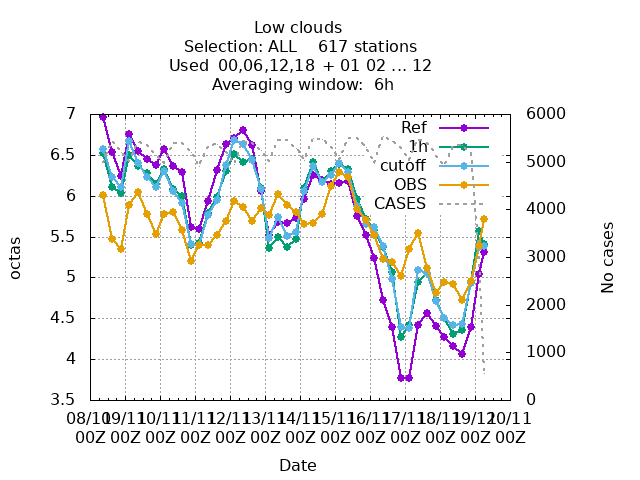 Low clouds
Selection: ALL    617 stations
Used  00,06,12,18 + 01 02 ... 12
Averaging window:  6h
7
6.5
6
5.5
5
4.5
4
3.5
octas
6000
5000
4000
3000
2000
1000
0
No cases
Ref
1h
cutoff
OBS
CASES
08/11 09/11 10/11 11/11 12/11 13/11 14/11 15/11 16/11 17/11 18/11 19/11 20/11
00Z 00Z 00Z 00Z 00Z 00Z 00Z 00Z 00Z 00Z 00Z 00Z 00Z
Date